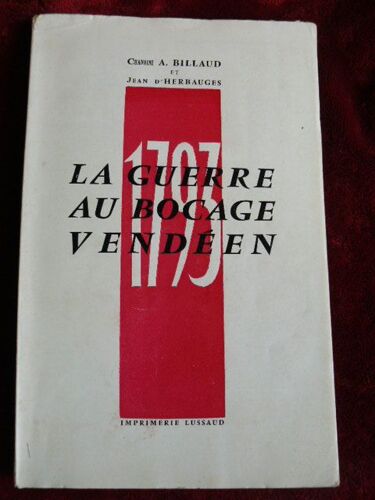 CHANOINE A. BILLAUD
ET
JEAN D'HERBAUGES
1793
LA GUERRE
AU BOCAGE
VENDÉEN
IMPRIMERIE LUSSAUD